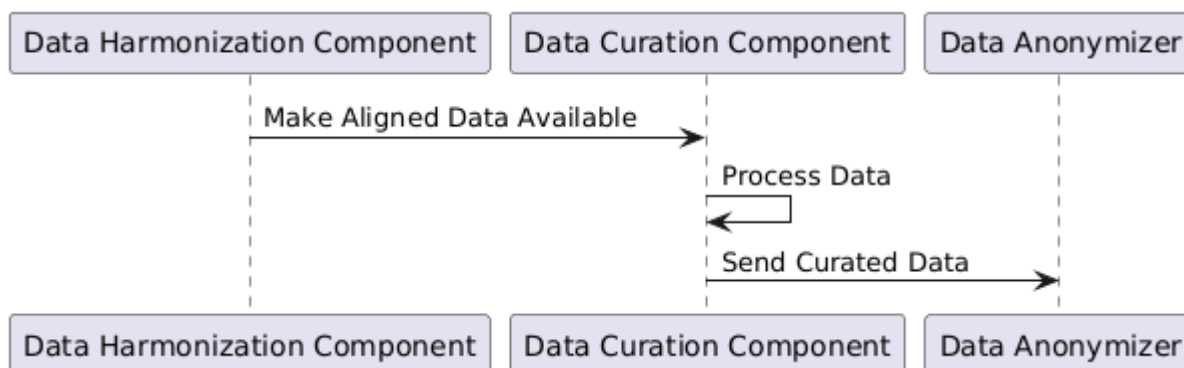 Data Harmonization Component Data Curation Component Data Anonymizer
Make Aligned Data Available
Process Data
Send Curated Data
Data Harmonization Component Data Curation Component Data Anonymizer